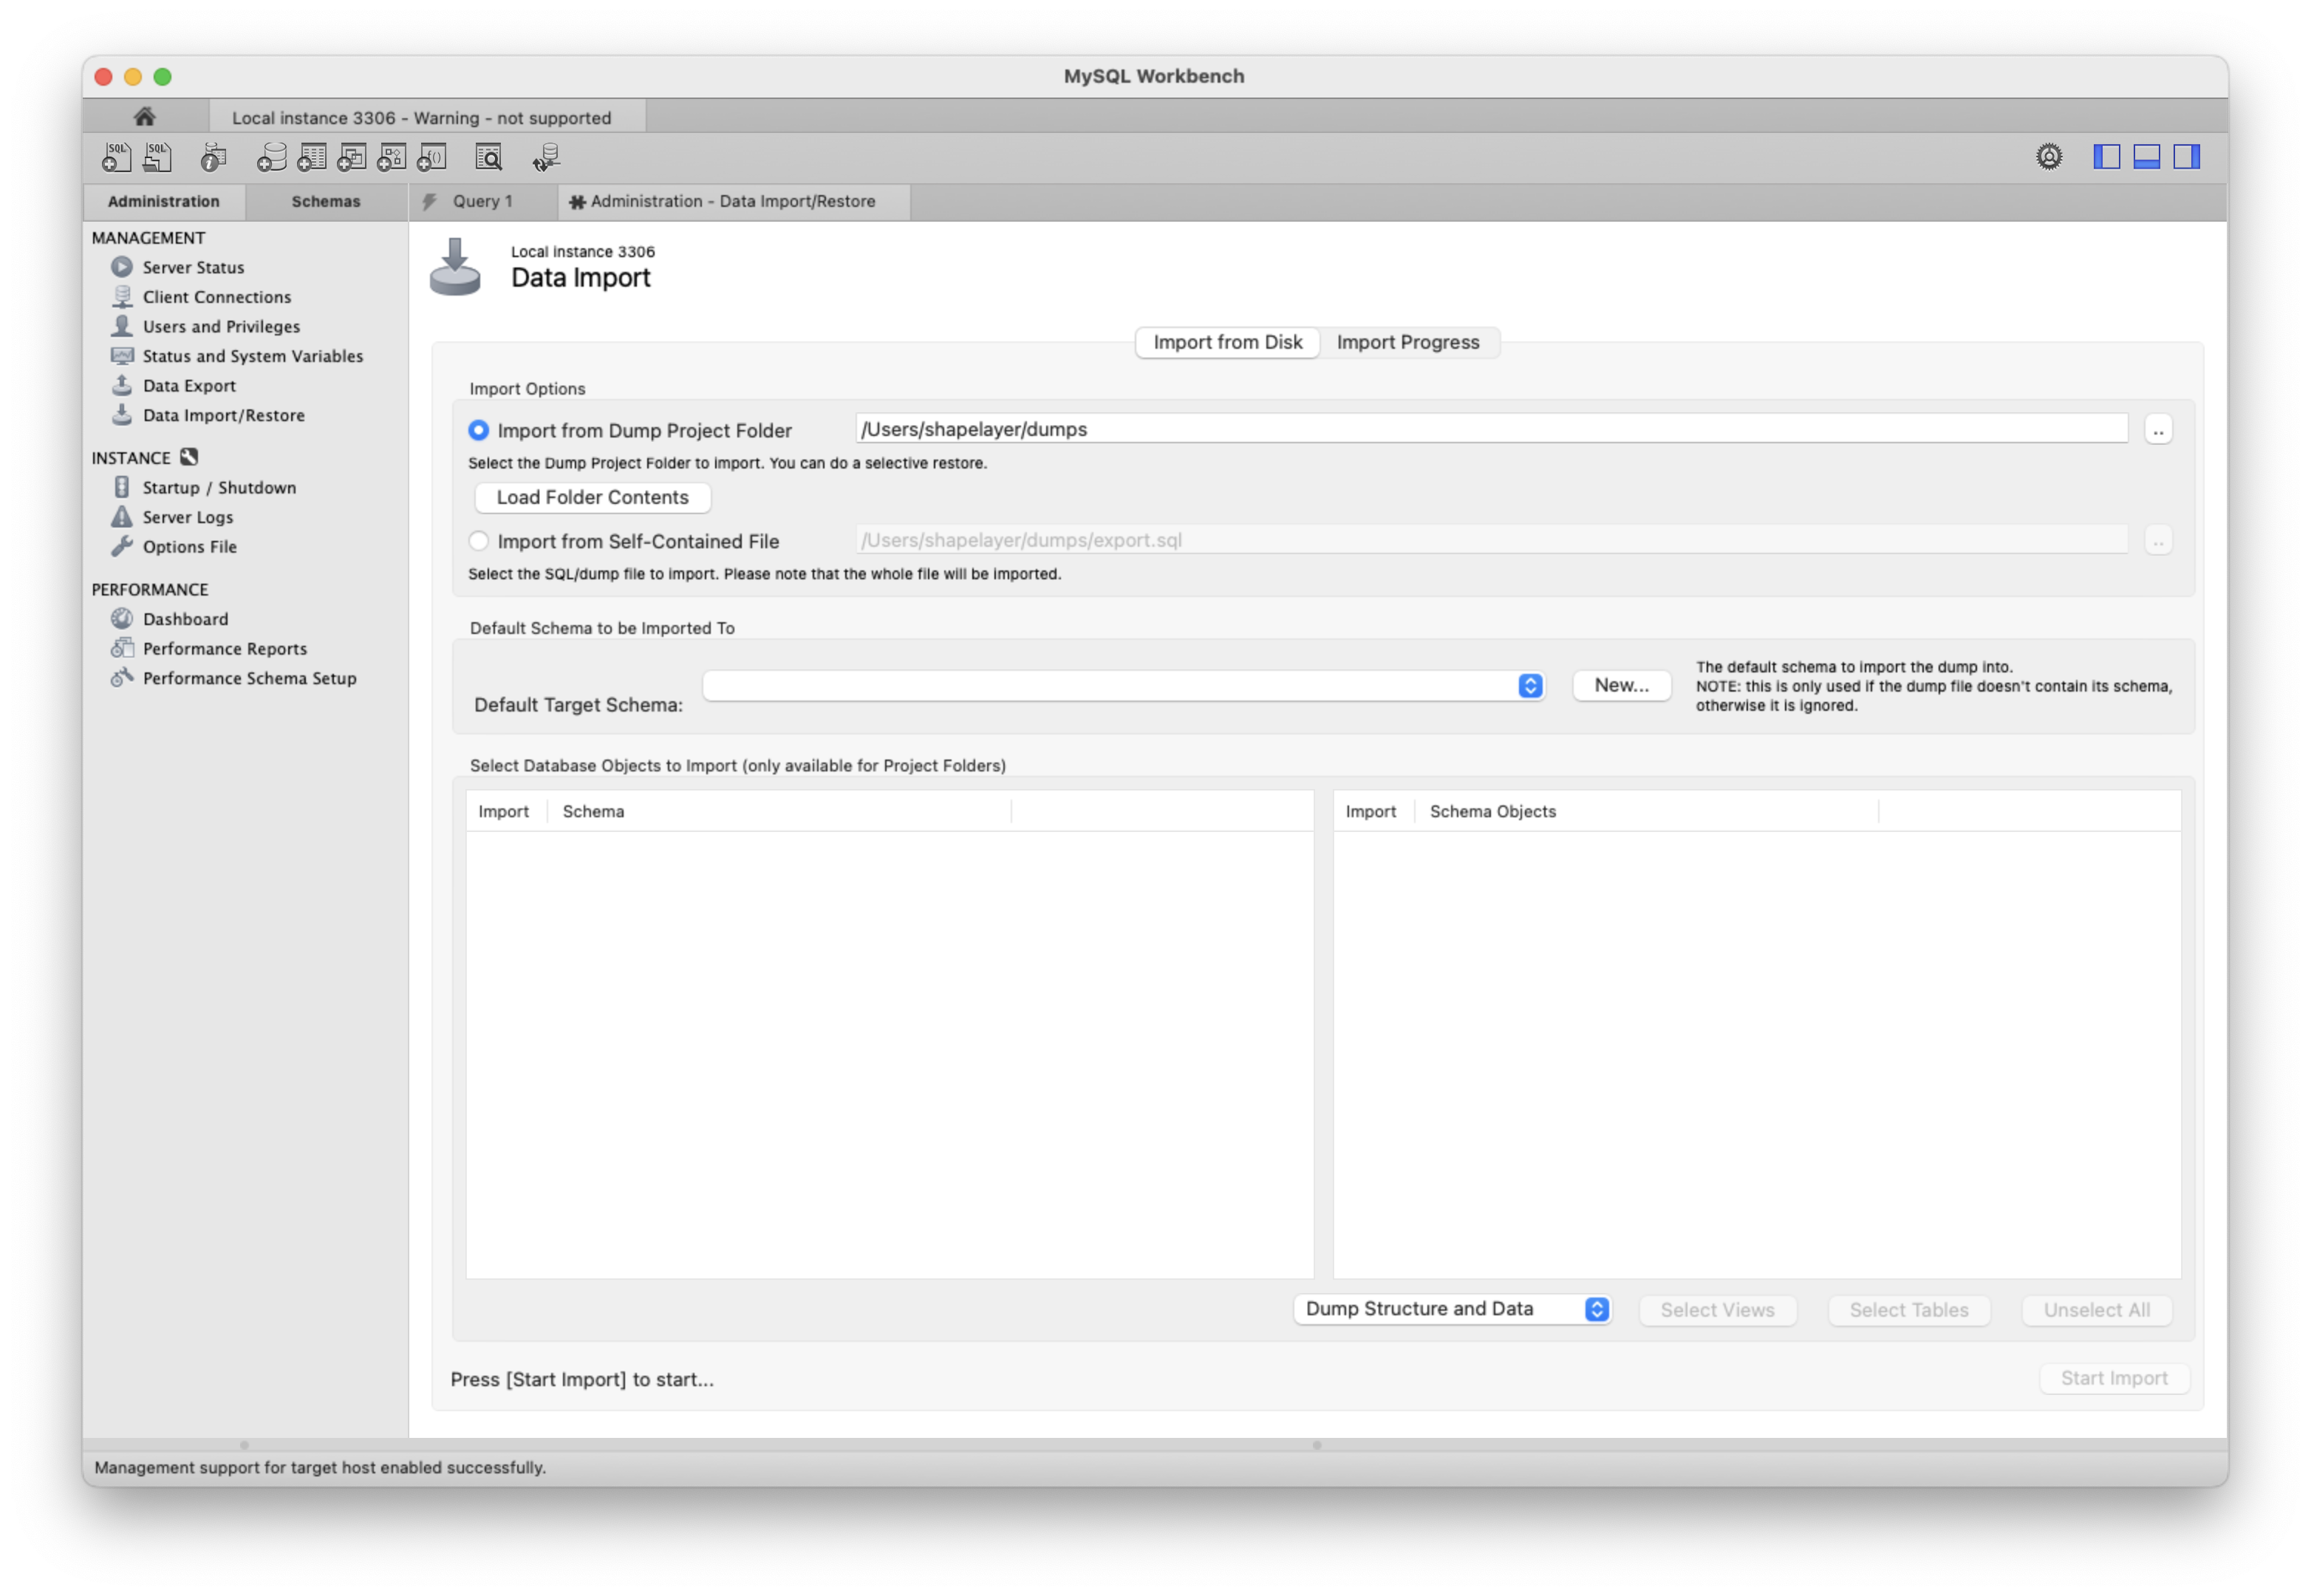 MySQL Workbench
Local instance 3306 - Warning - not supported
SQL
SQL
f()
Administration
Schemas
Query 1
Administration - Data Import/Restore
MANAGEMENT
Server Status
Client Connections
Users and Privileges
Status and System Variables
Data Export
Data Import/Restore
INSTANCE
Startup / Shutdown
Server Logs
Options File
PERFORMANCE
Dashboard
Performance Reports
Performance Schema Setup
Local instance 3306
Data Import
Import from Disk
Import Progress
Import Options
Import from Dump Project Folder
/Users/shapelayer/dumps
..
Select the Dump Project Folder to import. You can do a selective restore.
Load Folder Contents
Import from Self-Contained File
/Users/shapelayer/dumps/export.sql
..
Select the SQL/dump file to import. Please note that the whole file will be imported.
Default Schema to be Imported To
Default Target Schema:
New...
The default schema to import the dump into.
NOTE: this is only used if the dump file doesn't contain its schema,
otherwise it is ignored.
Select Database Objects to Import (only available for Project Folders)
Import
Schema
Import
Schema Objects
Dump Structure and Data
Select Views
Select Tables
Unselect All
Press [Start Import] to start...
Start Import
Management support for target host enabled successfully.